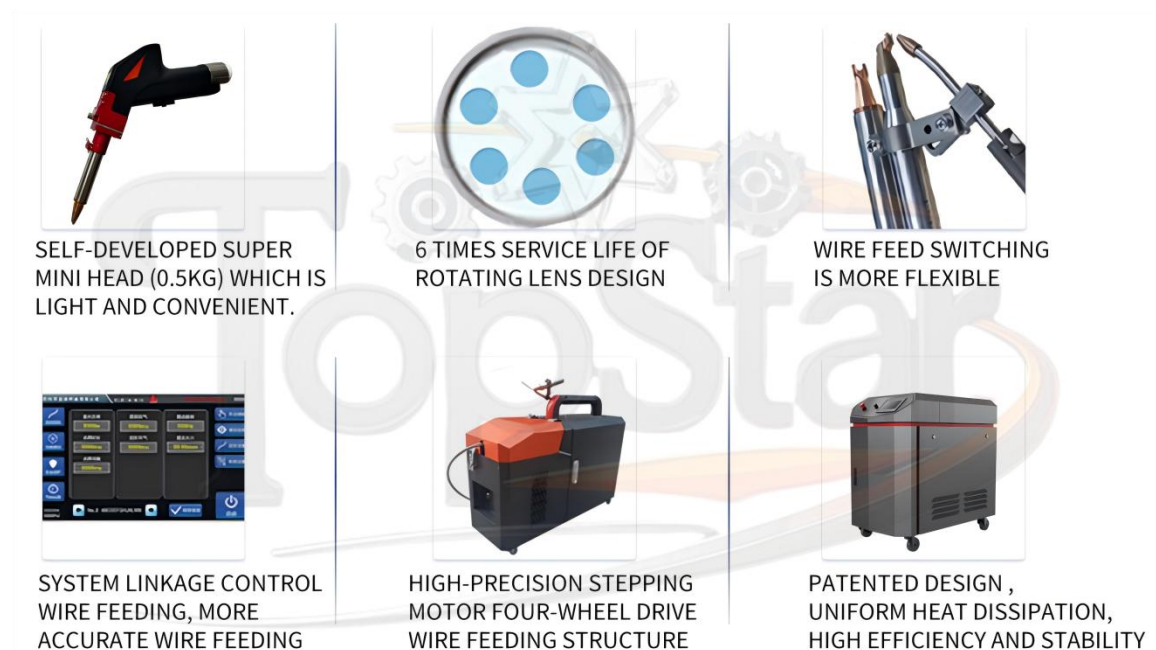 SELF-DEVELOPED SUPER
MINI HEAD (0.5KG) WHICH IS
LIGHT AND CONVENIENT.
6 TIMES SERVICE LIFE OF
ROTATING LENS DESIGN
WIRE FEED SWITCHING
IS MORE FLEXIBLE
TopStar
SYSTEM LINKAGE CONTROL
WIRE FEEDING, MORE
ACCURATE WIRE FEEDING
HIGH-PRECISION STEPPING
MOTOR FOUR-WHEEL DRIVE
WIRE FEEDING STRUCTURE
PATENTED DESIGN ,
UNIFORM HEAT DISSIPATION,
HIGH EFFICIENCY AND STABILITY